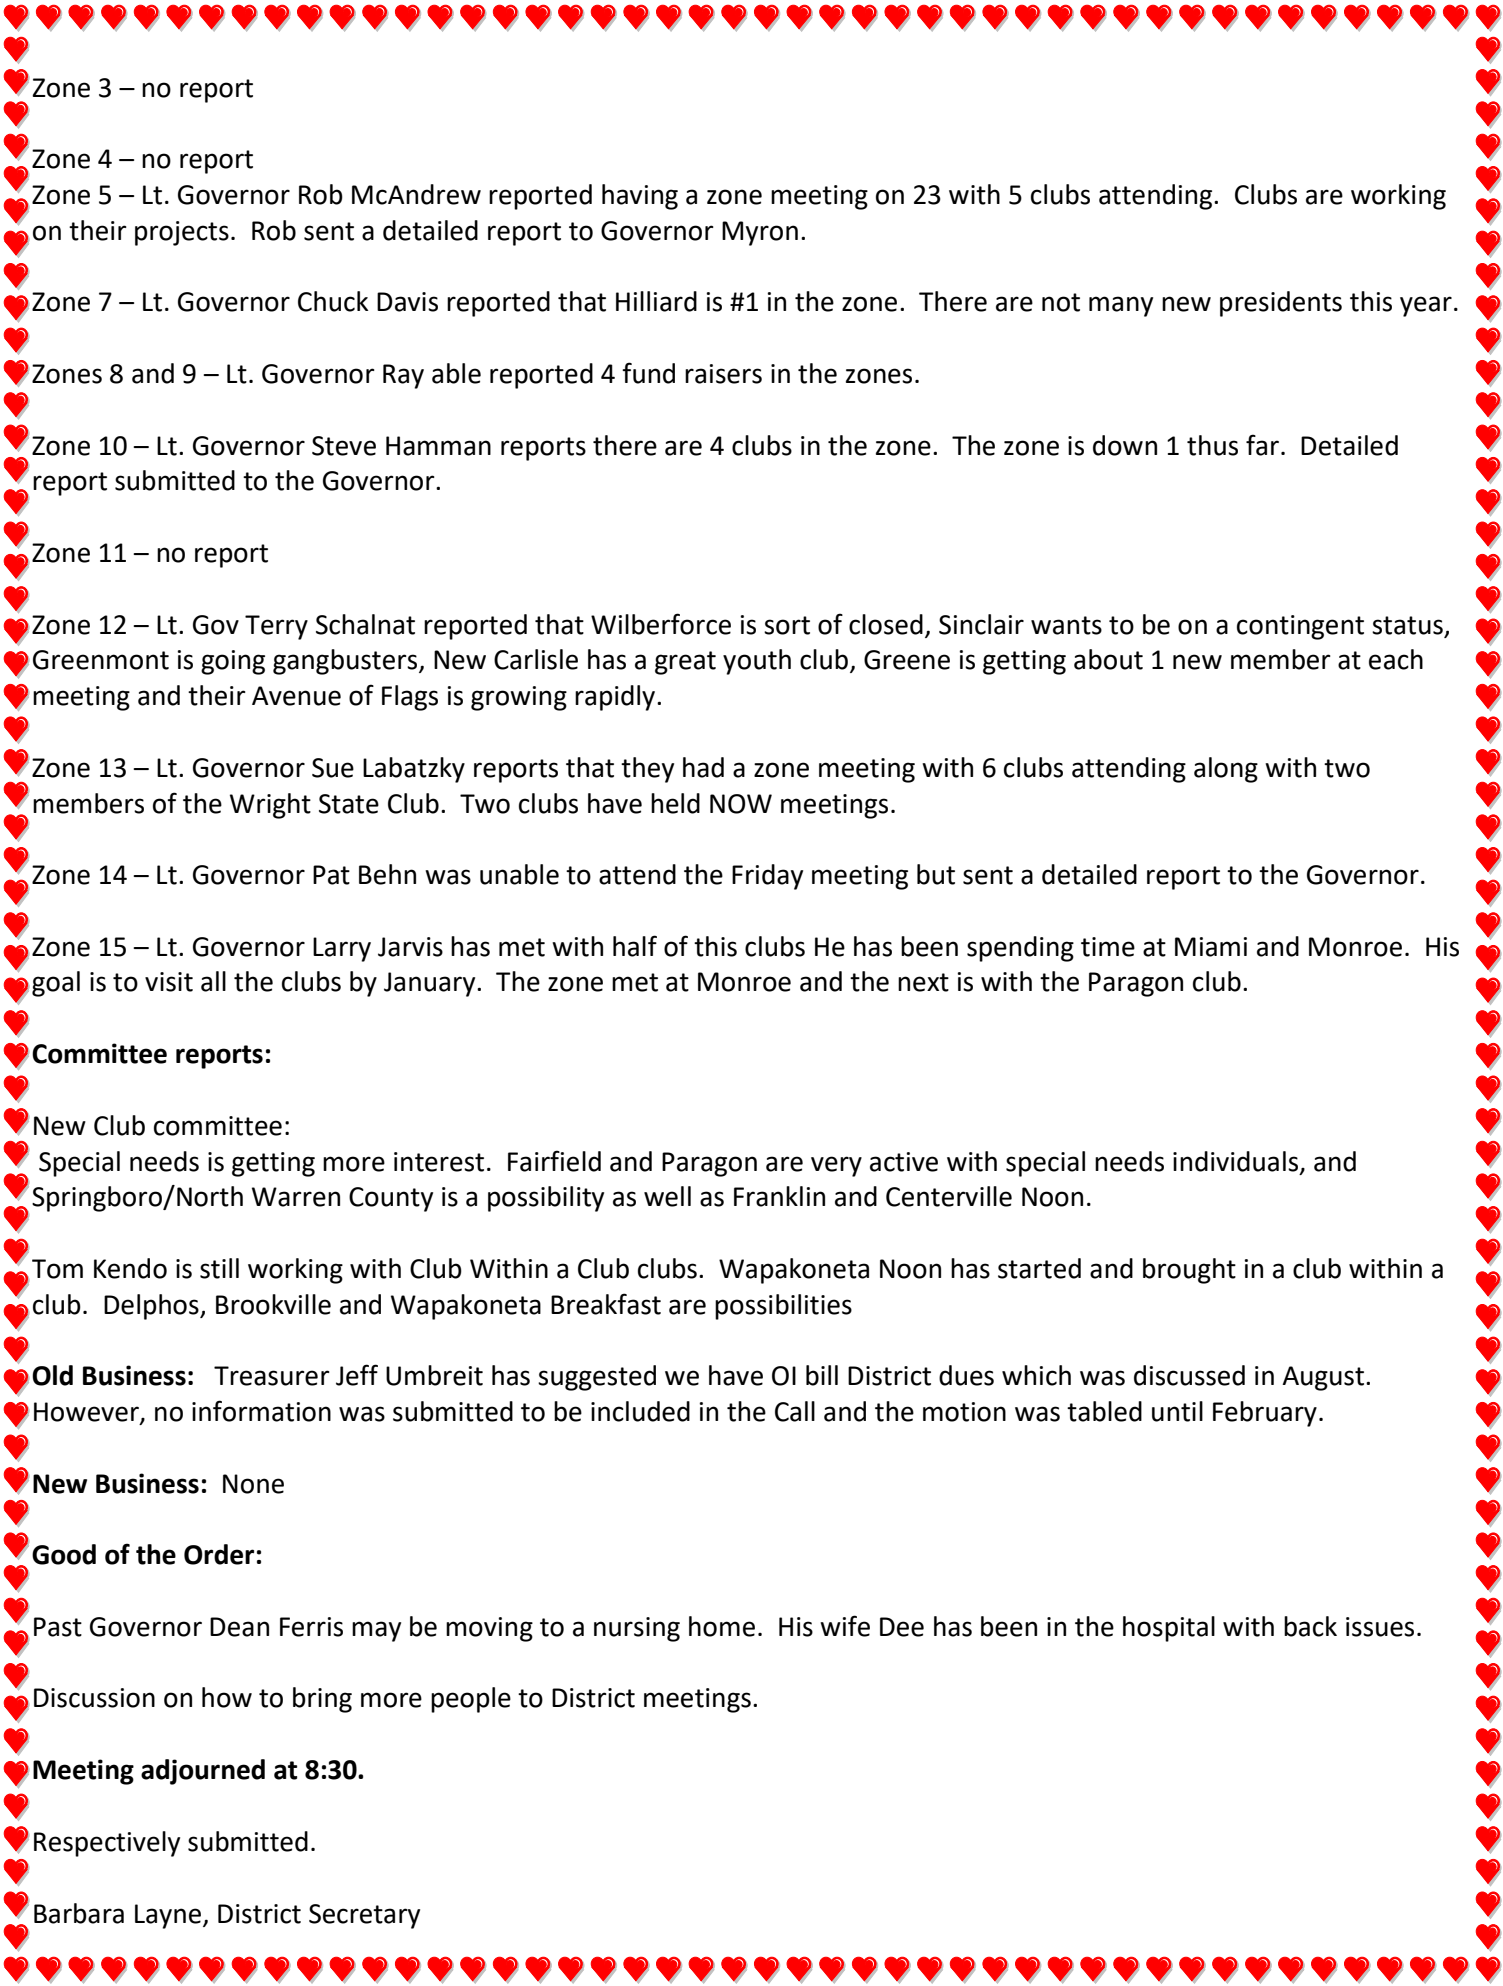 Zone 3 – no report
Zone 4 – no report
Zone 5 – Lt. Governor Rob McAndrew reported having a zone meeting on 23 with 5 clubs attending.  Clubs are working
on their projects.  Rob sent a detailed report to Governor Myron.
Zone 7 – Lt. Governor Chuck Davis reported that Hilliard is #1 in the zone.  There are not many new presidents this year.
Zones 8 and 9 – Lt. Governor Ray able reported 4 fund raisers in the zones.
Zone 10 – Lt. Governor Steve Hamman reports there are 4 clubs in the zone.  The zone is down 1 thus far.  Detailed
report submitted to the Governor.
Zone 11 – no report
Zone 12 – Lt. Gov Terry Schalnat reported that Wilberforce is sort of closed, Sinclair wants to be on a contingent status,
Greenmont is going gangbusters, New Carlisle has a great youth club, Greene is getting about 1 new member at each
meeting and their Avenue of Flags is growing rapidly.
Zone 13 – Lt. Governor Sue Labatzky reports that they had a zone meeting with 6 clubs attending along with two
members of the Wright State Club.  Two clubs have held NOW meetings.
Zone 14 – Lt. Governor Pat Behn was unable to attend the Friday meeting but sent a detailed report to the Governor.
Zone 15 – Lt. Governor Larry Jarvis has met with half of this clubs He has been spending time at Miami and Monroe.  His
goal is to visit all the clubs by January.  The zone met at Monroe and the next is with the Paragon club.
Committee reports:
New Club committee:
Special needs is getting more interest.  Fairfield and Paragon are very active with special needs individuals, and
Springboro/North Warren County is a possibility as well as Franklin and Centerville Noon.
Tom Kendo is still working with Club Within a Club clubs.  Wapakoneta Noon has started and brought in a club within a
club.  Delphos, Brookville and Wapakoneta Breakfast are possibilities
Old Business:   Treasurer Jeff Umbreit has suggested we have OI bill District dues which was discussed in August.
However, no information was submitted to be included in the Call and the motion was tabled until February.
New Business:  None
Good of the Order:
Past Governor Dean Ferris may be moving to a nursing home.  His wife Dee has been in the hospital with back issues.
Discussion on how to bring more people to District meetings.
Meeting adjourned at 8:30.
Respectively submitted.
Barbara Layne, District Secretary